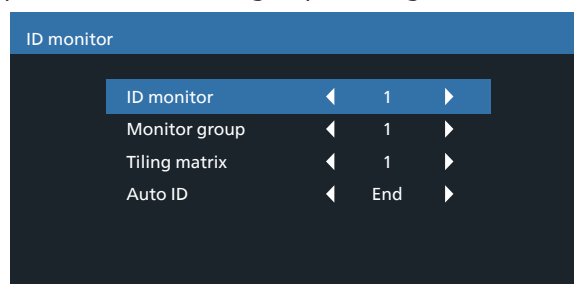 ID monitor
ID monitor 1
Monitor group 1
Tiling matrix 1
Auto ID End